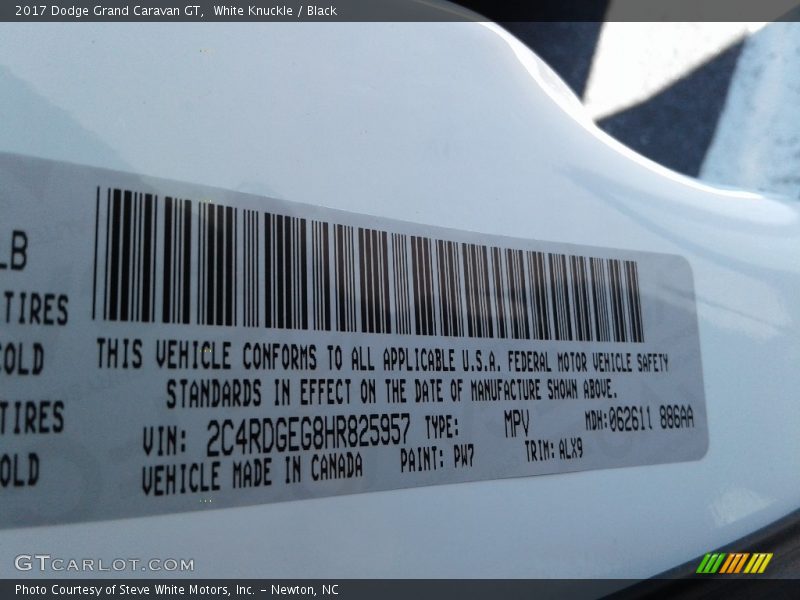 2017 Dodge Grand Caravan GT, White Knuckle / Black
LB
TIRES
COLD
TIRES
COLD
THIS VEHICLE CONFORMS TO ALL APPLICABLE U.S.A. FEDERAL MOTOR VEHICLE SAFETY
STANDARDS IN EFFECT ON THE DATE OF MANUFACTURE SHOWN ABOVE.
VIN: 2C4RDGEG8HR825957 TYPE: MPV MDH:062611 886AA
VEHICLE MADE IN CANADA PAINT: PW7 TRIM: ALX9
GTCARLOT.COM
Photo Courtesy of Steve White Motors, Inc. – Newton, NC